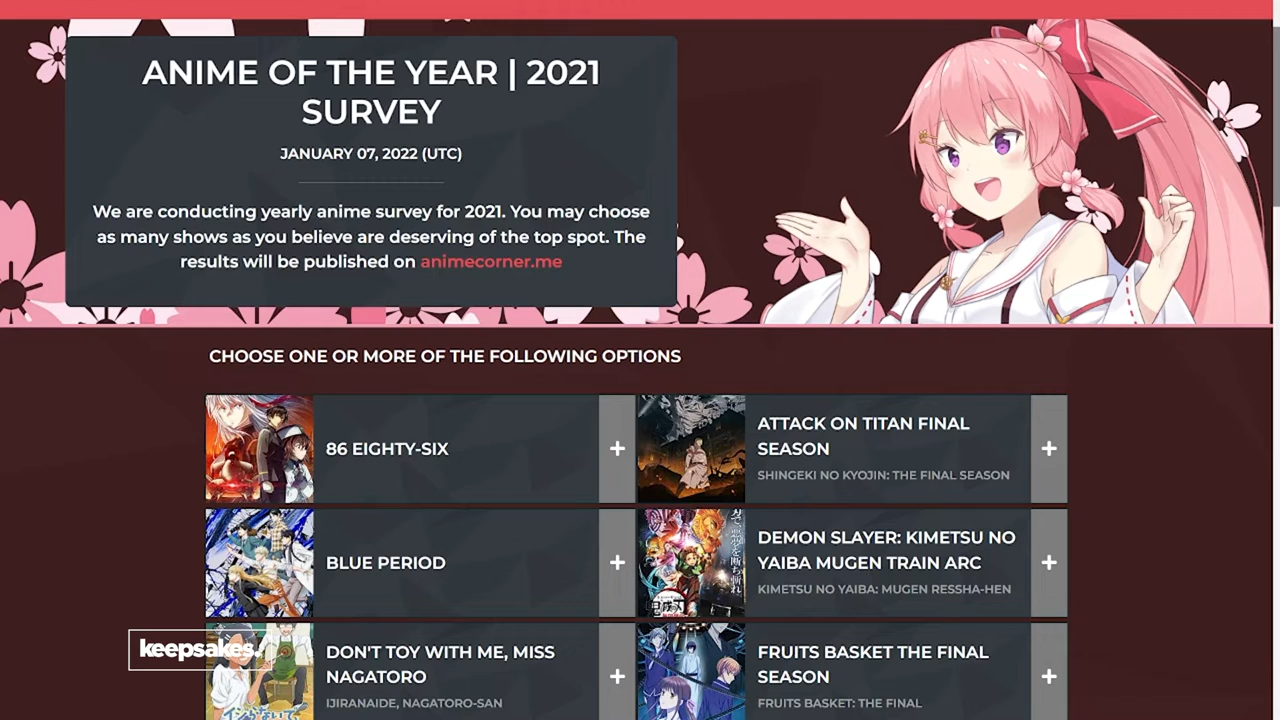 ANIME OF THE YEAR | 2021
SURVEY
JANUARY 07, 2022 (UTC)
We are conducting yearly anime survey for 2021. You may choose
as many shows as you believe are deserving of the top spot. The
results will be published on animecorner.me
CHOOSE ONE OR MORE OF THE FOLLOWING OPTIONS
86 EIGHTY-SIX
+
ATTACK ON TITAN FINAL
SEASON
SHINGEKI NO KYOJIN: THE FINAL SEASON
+
BLUE PERIOD
+
DEMON SLAYER: KIMETSU NO
YAIBA MUGEN TRAIN ARC
KIMETSU NO YAIBA: MUGEN RESSHA-HEN
+
keepsakes.
DON'T TOY WITH ME, MISS
NAGATORO
IJIRANAIDE, NAGATORO-SAN
+
FRUITS BASKET THE FINAL
SEASON
FRUITS BASKET: THE FINAL
+